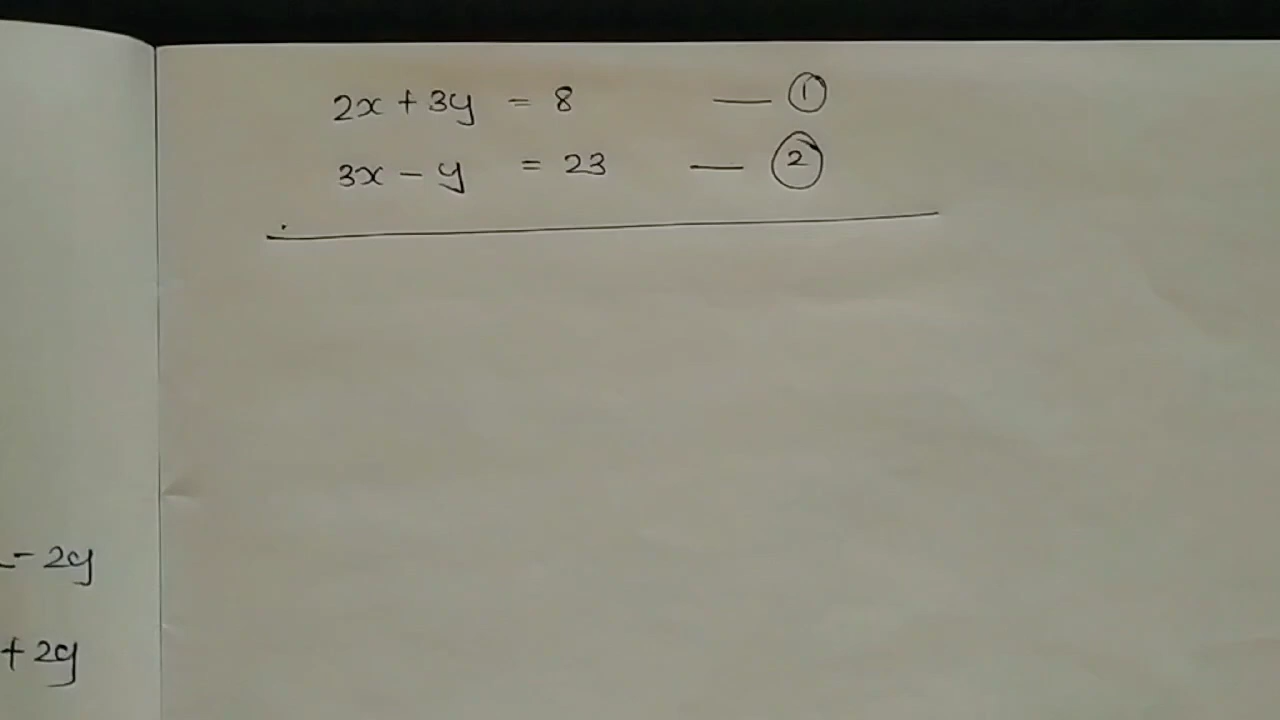 2x + 3y = 8 — ①
3x - y = 23 — ②
- 2y
+ 2y